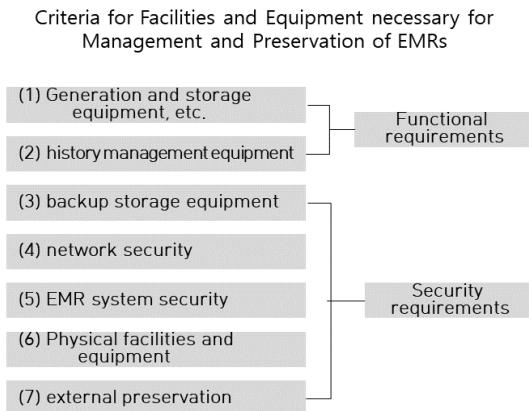 Criteria for Facilities and Equipment necessary for
Management and Preservation of EMRs
(1) Generation and storage
equipment, etc.
(2) history management equipment
(3) backup storage equipment
(4) network security
(5) EMR system security
(6) Physical facilities and
equipment
(7) external preservation
Functional
requirements
Security
requirements